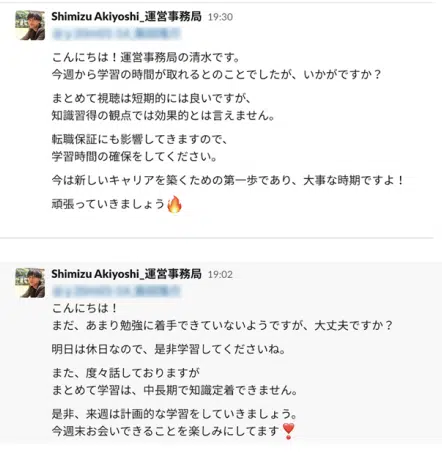 Shimizu Akiyoshi_運営事務局 19:30
こんにちは！運営事務局の清水です。
今週から学習の時間が取れるとのことでしたが、いかがですか？
まとめて視聴は短期的には良いですが、
知識習得の観点では効果的とは言えません。
転職保証にも影響してきますので、
学習時間の確保をしてください。
今は新しいキャリアを築くための第一歩であり、大事な時期ですよ！
頑張っていきましょう🔥
Shimizu Akiyoshi_運営事務局 19:02
こんにちは！
まだ、あまり勉強に着手できていないようですが、大丈夫ですか？
明日は休日なので、是非学習してくださいね。
また、度々話しておりますが
まとめて学習は、中長期で知識定着できません。
是非、来週は計画的な学習をしていきましょう。
今週末お会いできることを楽しみにしてます❣️